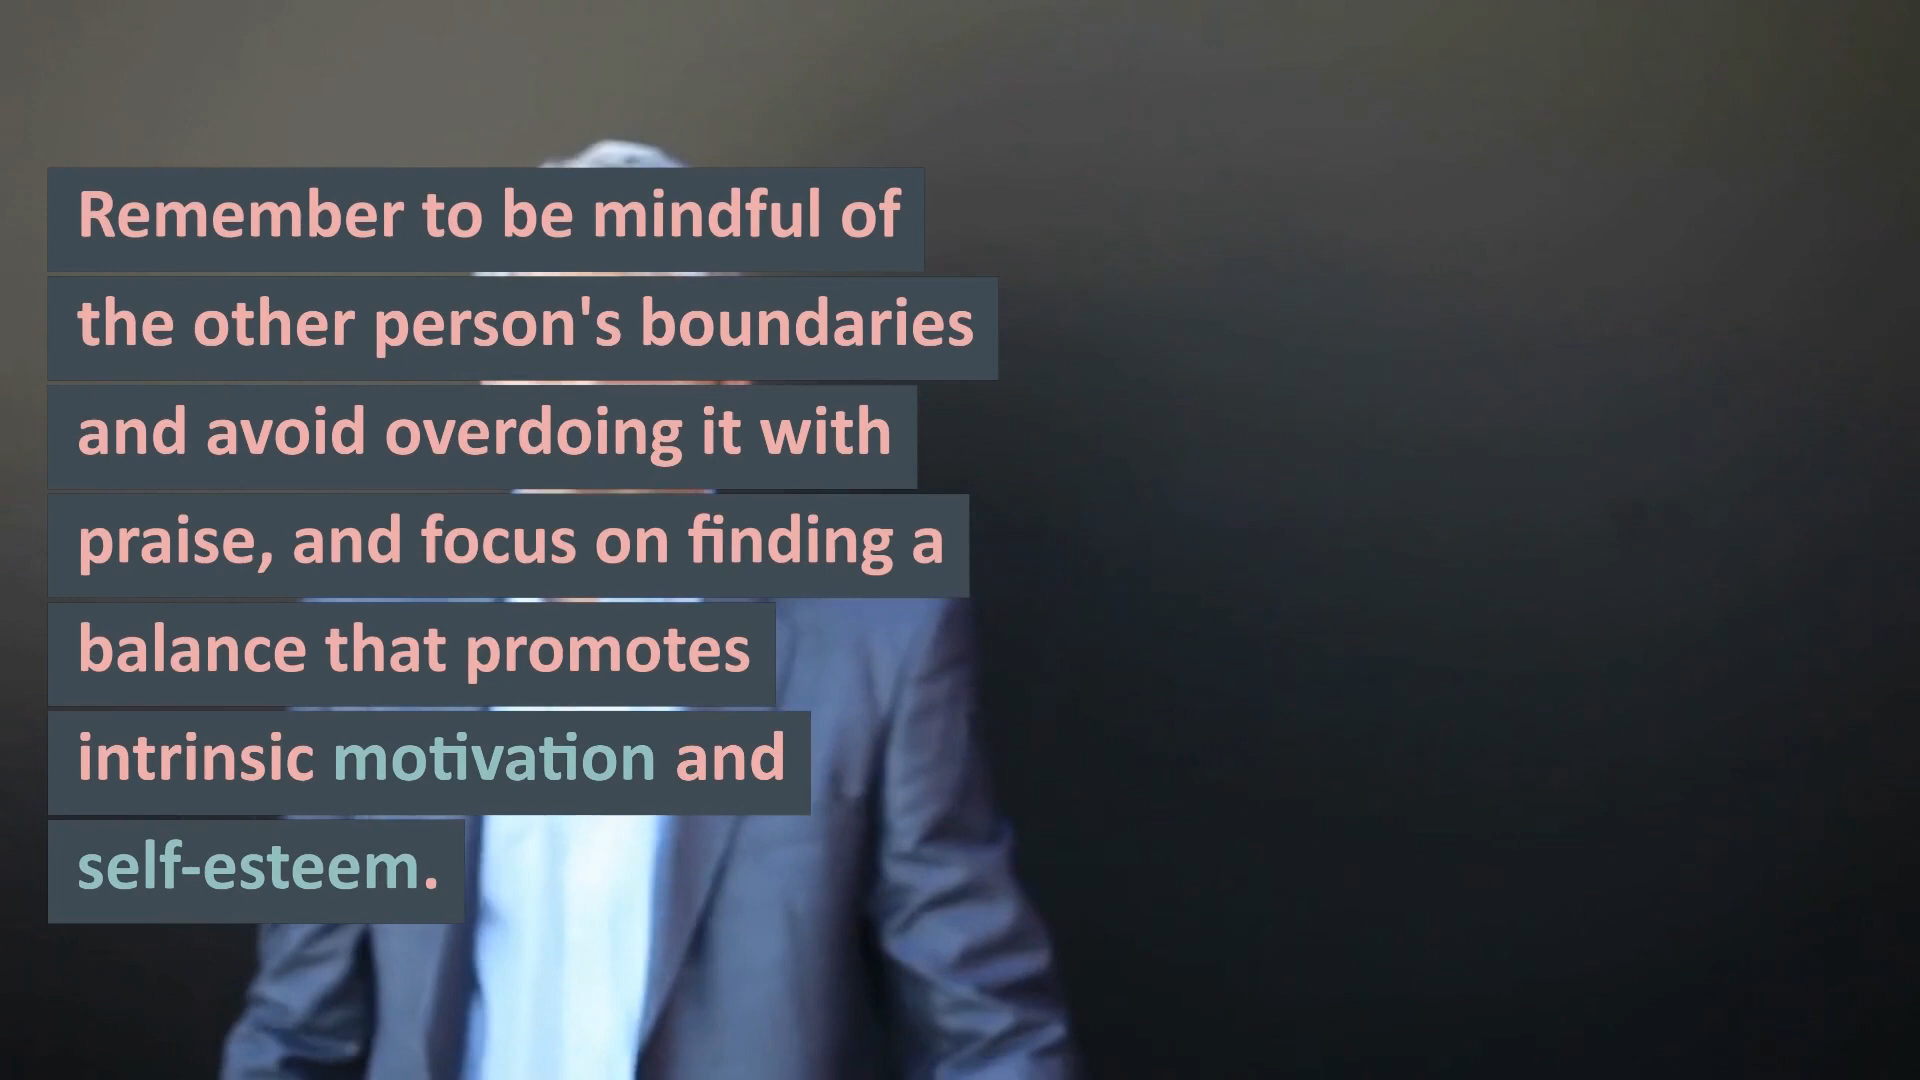 Remember to be mindful of
the other person's boundaries
and avoid overdoing it with
praise, and focus on finding a
balance that promotes
intrinsic motivation and
self-esteem.